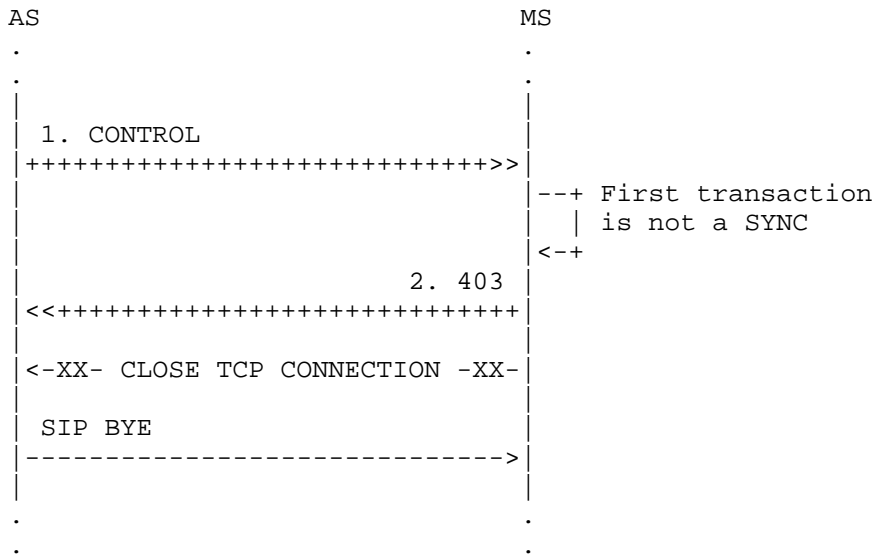 AS                              MS
.                               .
.                               .
|                               |
| 1. CONTROL                    |
|+++++++++++++++++++++++++++++>>|
|                               |--+ First transaction
|                               |  | is not a SYNC
|                               |<-+
|                        2. 403 |
|<<+++++++++++++++++++++++++++++|
|                               |
|<-XX- CLOSE TCP CONNECTION -XX-|
|                               |
| SIP BYE                       |
|------------------------------>|
|                               |
.                               .
.                               .